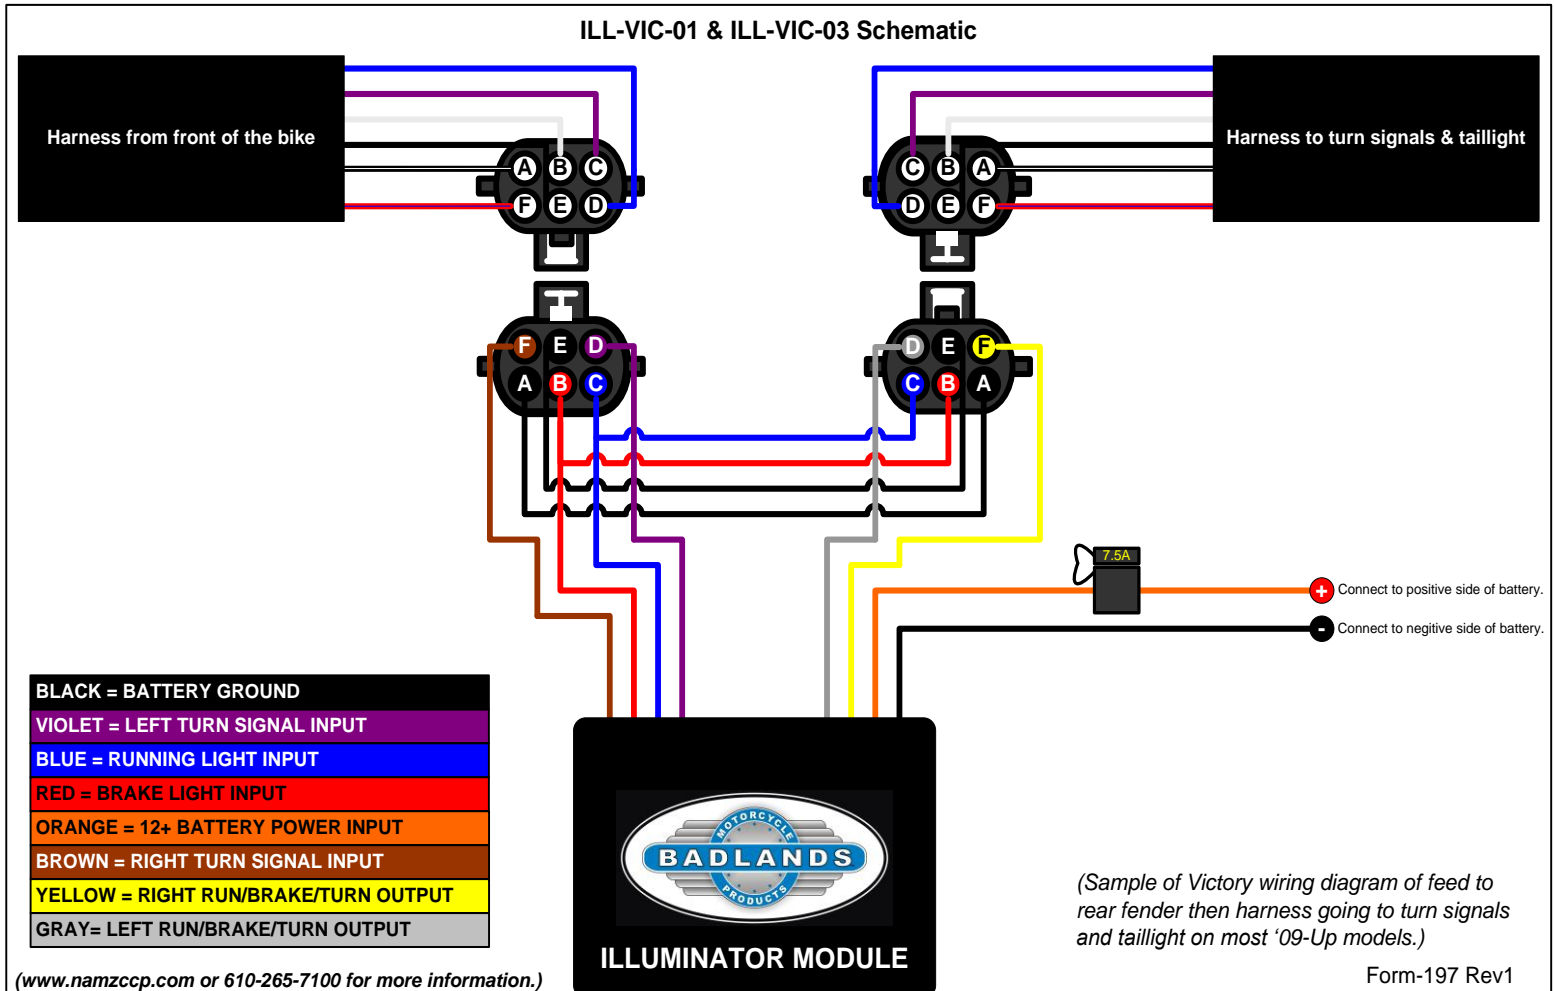 ILL-VIC-01 & ILL-VIC-03 Schematic
Harness from front of the bike
Harness to turn signals & taillight
A B C
F E D
C B A
D E F
F E D
A B C
D E F
C B A
7.5A
+ Connect to positive side of battery.
- Connect to negitive side of battery.
BLACK = BATTERY GROUND
VIOLET = LEFT TURN SIGNAL INPUT
BLUE = RUNNING LIGHT INPUT
RED = BRAKE LIGHT INPUT
ORANGE = 12+ BATTERY POWER INPUT
BROWN = RIGHT TURN SIGNAL INPUT
YELLOW = RIGHT RUN/BRAKE/TURN OUTPUT
GRAY= LEFT RUN/BRAKE/TURN OUTPUT
MOTORCYCLE
BADLANDS
PRODUCTS
ILLUMINATOR MODULE
(Sample of Victory wiring diagram of feed to
rear fender then harness going to turn signals
and taillight on most ‘09-Up models.)
(www.namzccp.com or 610-265-7100 for more information.)
Form-197 Rev1